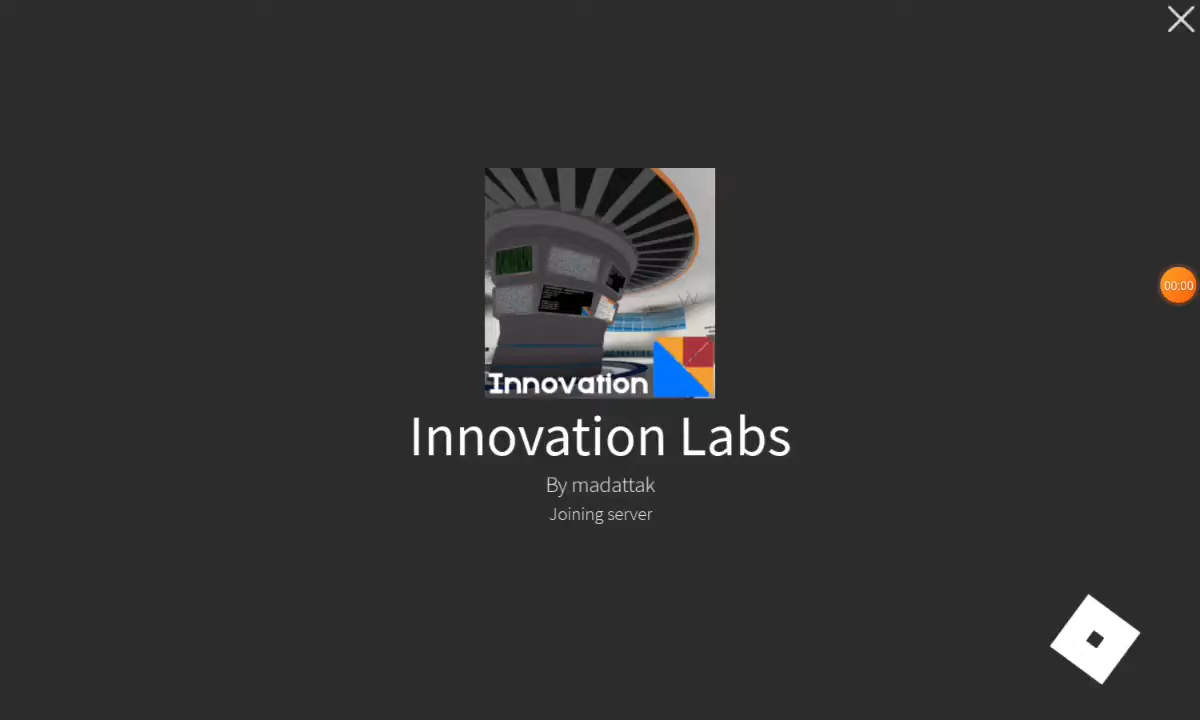 00:00
Innovation
Innovation Labs
By madattak
Joining server